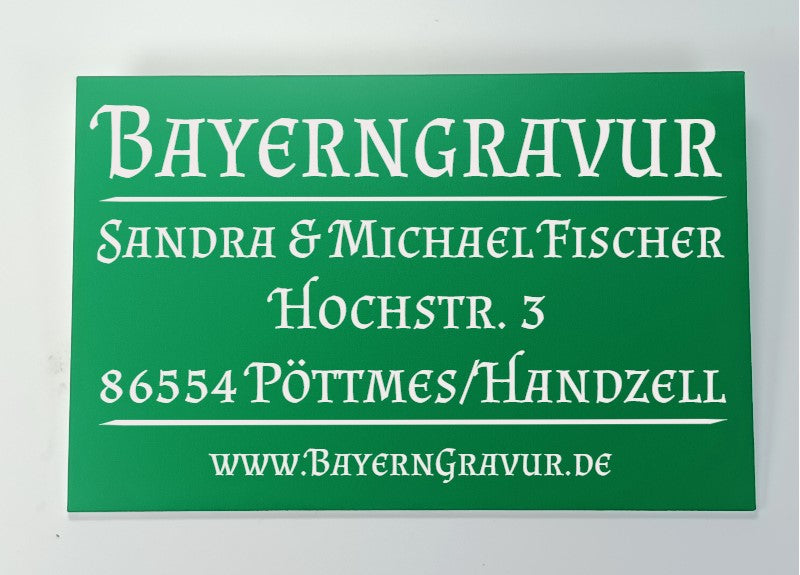 Bayerngravur
Sandra & Michael Fischer
Hochstr. 3
86554 Pöttmes/Handzell
www.BayernGravur.de